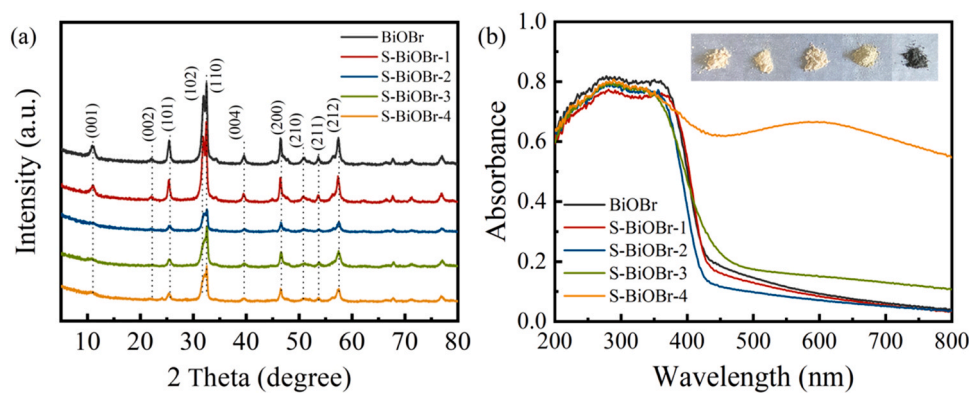 (a)
Intensity (a.u.)
BiOBr
S-BiOBr-1
S-BiOBr-2
S-BiOBr-3
S-BiOBr-4
(001)
(002)
(101)
(102)
(110)
(004)
(200)
(210)
(211)
(212)
10 20 30 40 50 60 70 80
2 Theta (degree)
(b)
Absorbance
1.0
0.8
0.6
0.4
0.2
0.0
BiOBr
S-BiOBr-1
S-BiOBr-2
S-BiOBr-3
S-BiOBr-4
200 300 400 500 600 700 800
Wavelength (nm)